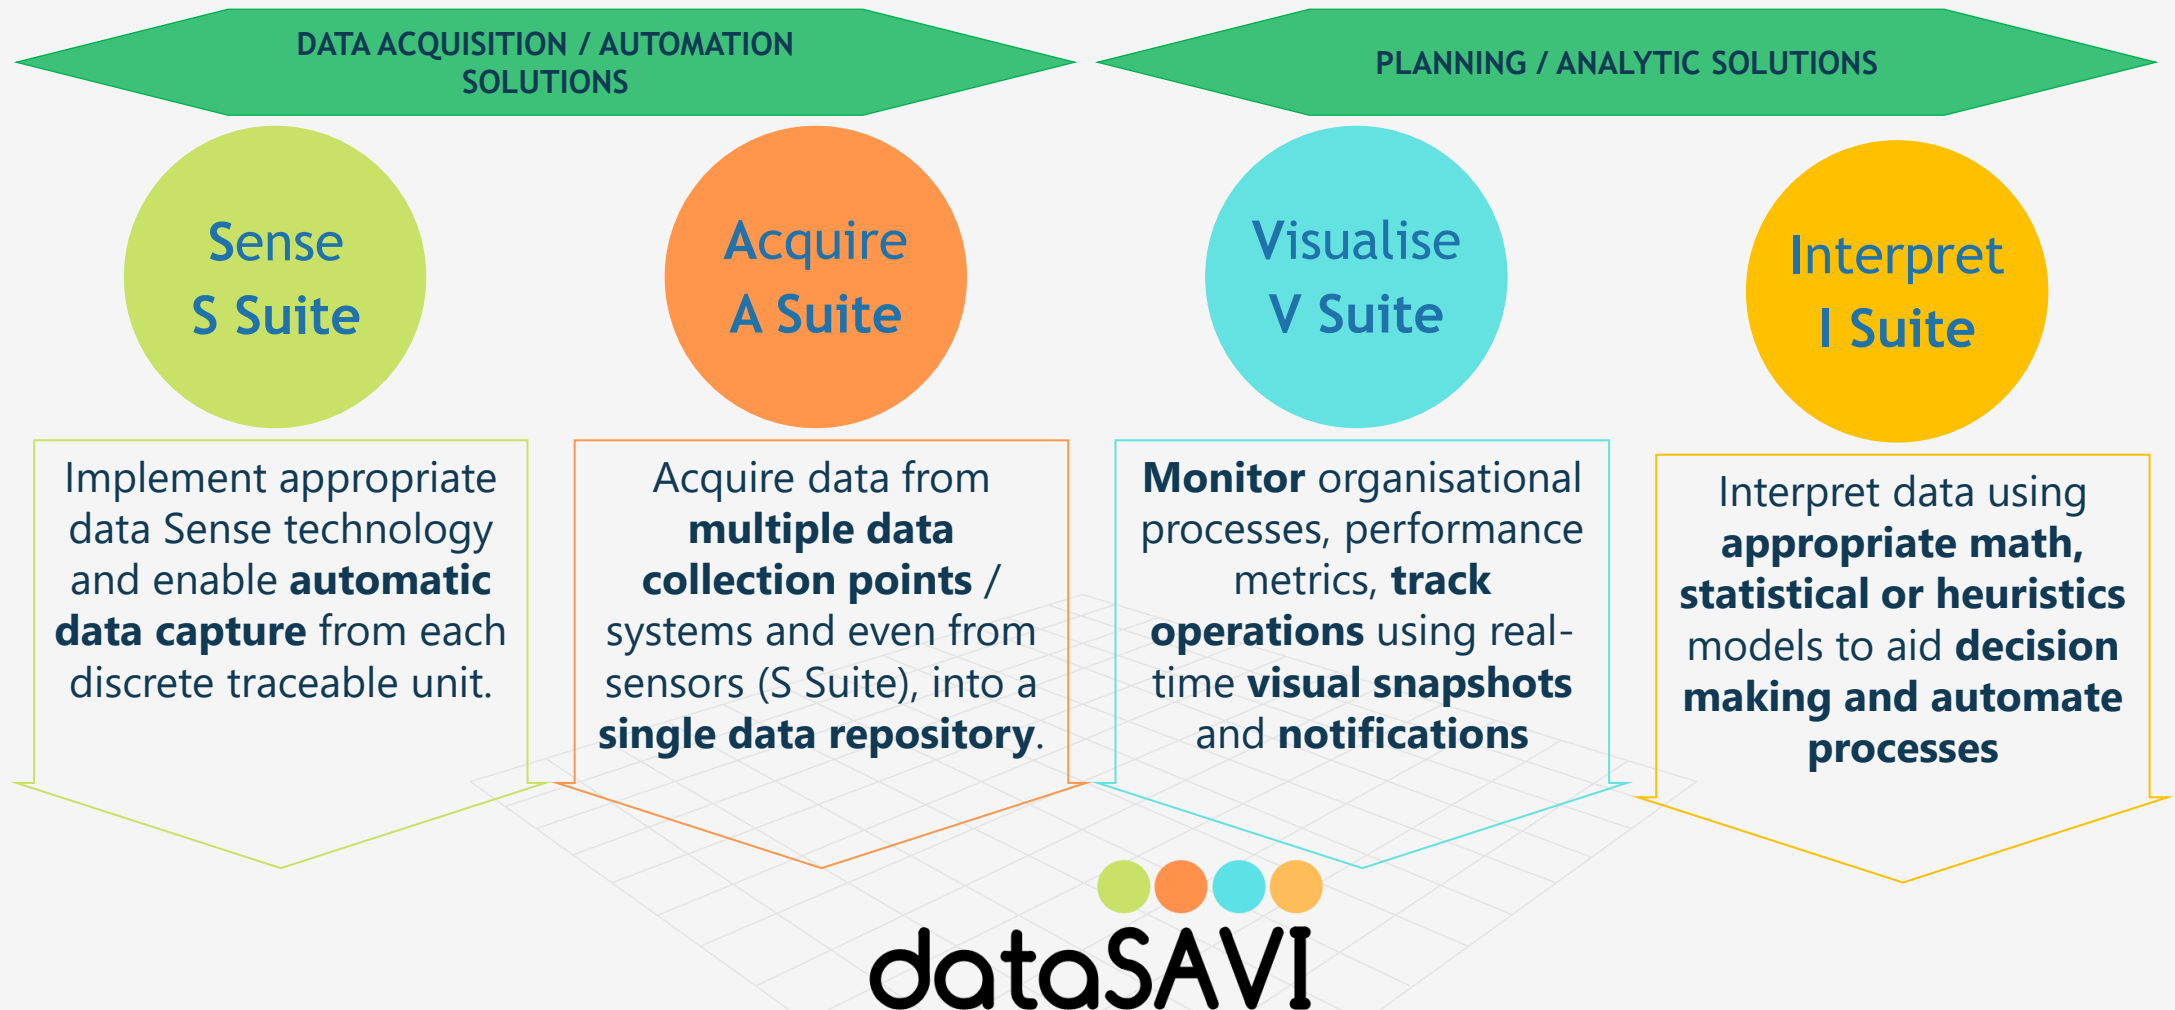 DATA ACQUISITION / AUTOMATION
SOLUTIONS
PLANNING / ANALYTIC SOLUTIONS
Sense
S Suite
Acquire
A Suite
Visualise
V Suite
Interpret
I Suite
Implement appropriate
data Sense technology
and enable automatic
data capture from each
discrete traceable unit.
Acquire data from
multiple data
collection points /
systems and even from
sensors (S Suite), into a
single data repository.
Monitor organisational
processes, performance
metrics, track
operations using real-
time visual snapshots
and notifications
Interpret data using
appropriate math,
statistical or heuristics
models to aid decision
making and automate
processes
dataSAVI